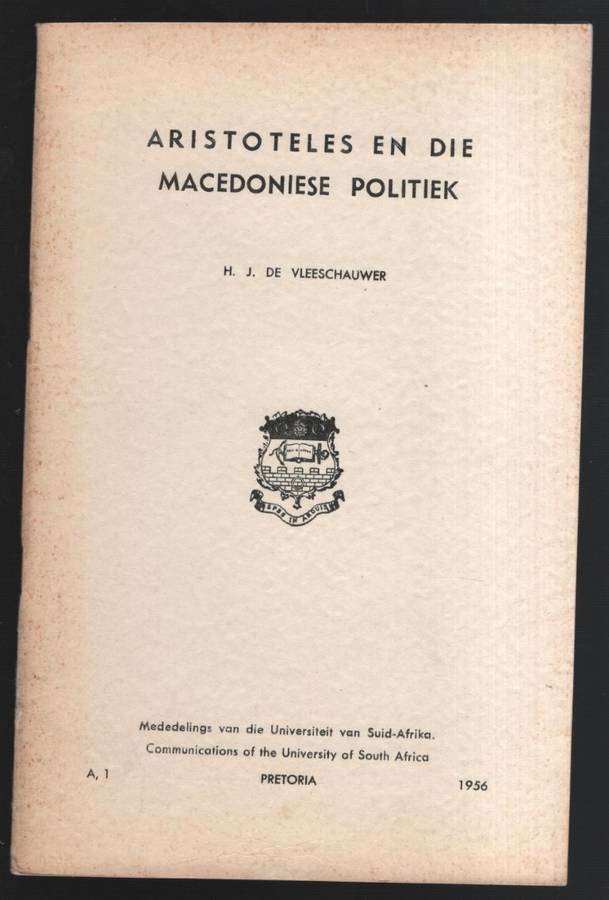 ARISTOTELES EN DIE
MACEDONIESE POLITIEK
H. J. DE VLEESCHAUWER
SPES IN ARDUIS
Mededelings van die Universiteit van Suid-Afrika.
Communications of the University of South Africa
A, 1
PRETORIA
1956